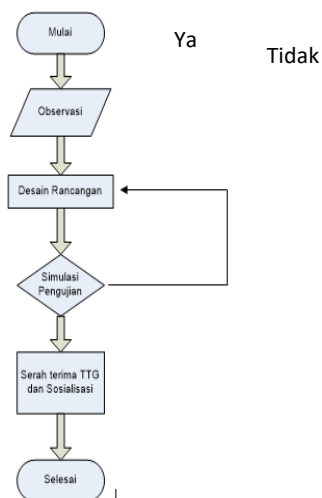 Mulai
Ya
Tidak
Observasi
Desain Rancangan
Simulasi
Pengujian
Serah terima TTG
dan Sosialisasi
Selesai